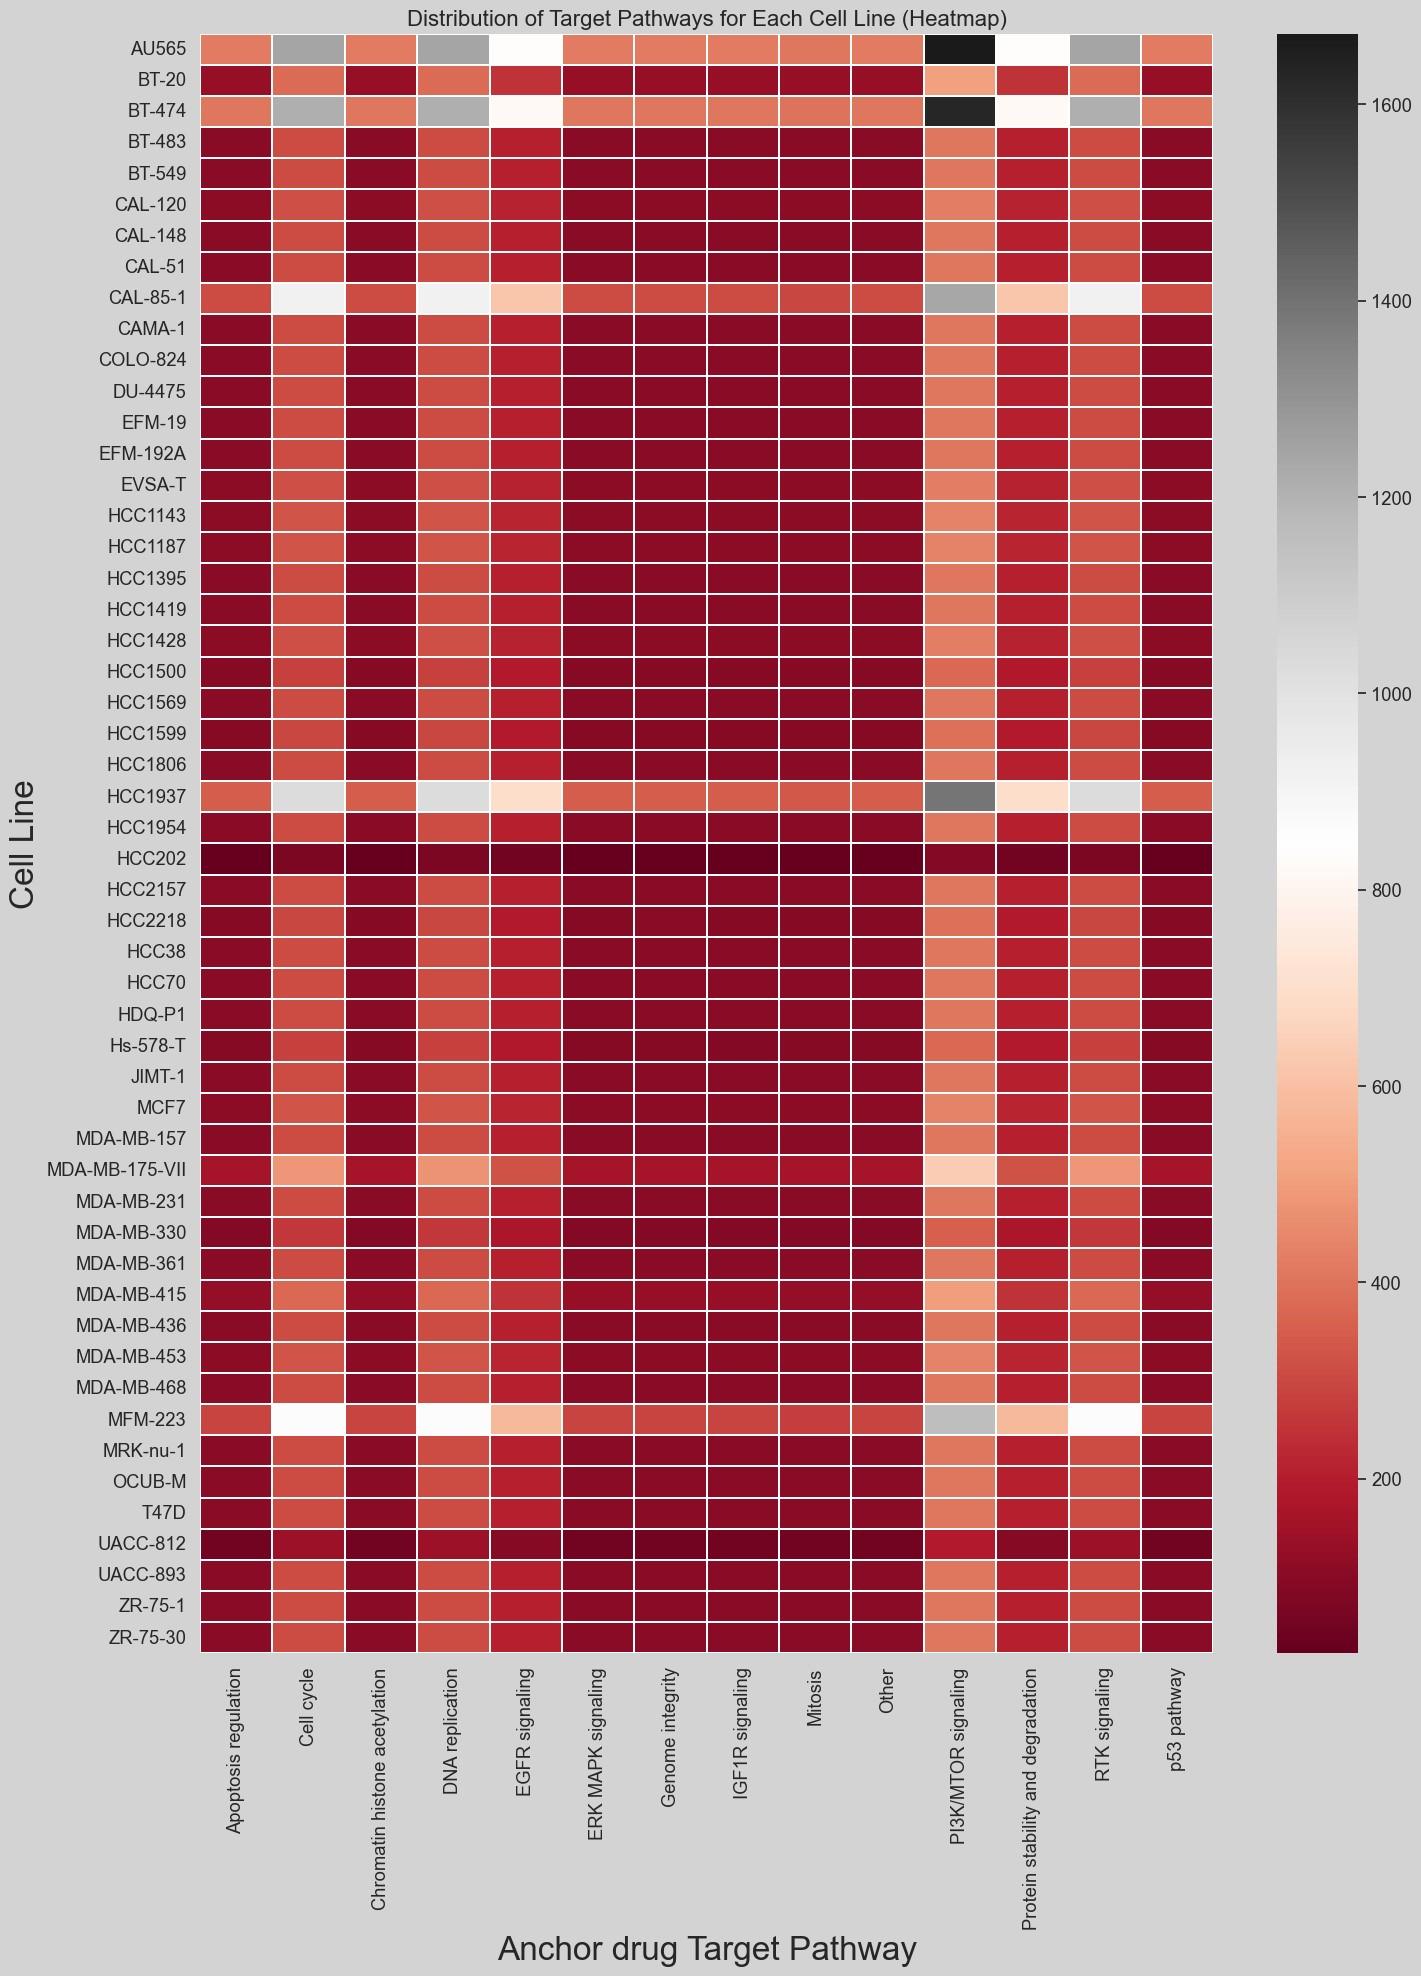 Distribution of Target Pathways for Each Cell Line (Heatmap)
Cell Line
AU565
BT-20
BT-474
BT-483
BT-549
CAL-120
CAL-148
CAL-51
CAL-85-1
CAMA-1
COLO-824
DU-4475
EFM-19
EFM-192A
EVSA-T
HCC1143
HCC1187
HCC1395
HCC1419
HCC1428
HCC1500
HCC1569
HCC1599
HCC1806
HCC1937
HCC1954
HCC202
HCC2157
HCC2218
HCC38
HCC70
HDQ-P1
Hs-578-T
JIMT-1
MCF7
MDA-MB-157
MDA-MB-175-VII
MDA-MB-231
MDA-MB-330
MDA-MB-361
MDA-MB-415
MDA-MB-436
MDA-MB-453
MDA-MB-468
MFM-223
MRK-nu-1
OCUB-M
T47D
UACC-812
UACC-893
ZR-75-1
ZR-75-30
Apoptosis regulation
Cell cycle
Chromatin histone acetylation
DNA replication
EGFR signaling
ERK MAPK signaling
Genome integrity
IGF1R signaling
Mitosis
Other
PI3K/MTOR signaling
Protein stability and degradation
RTK signaling
p53 pathway
Anchor drug Target Pathway
1600
1400
1200
1000
800
600
400
200